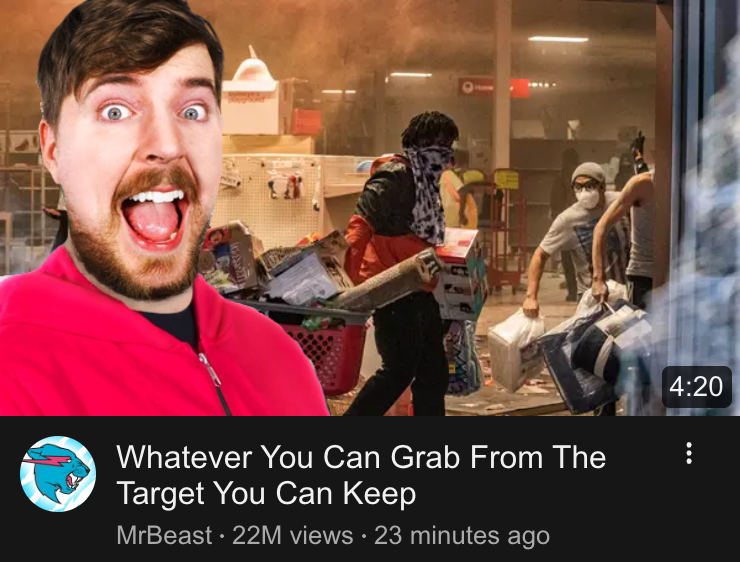 4:20
Whatever You Can Grab From The
Target You Can Keep
MrBeast · 22M views · 23 minutes ago